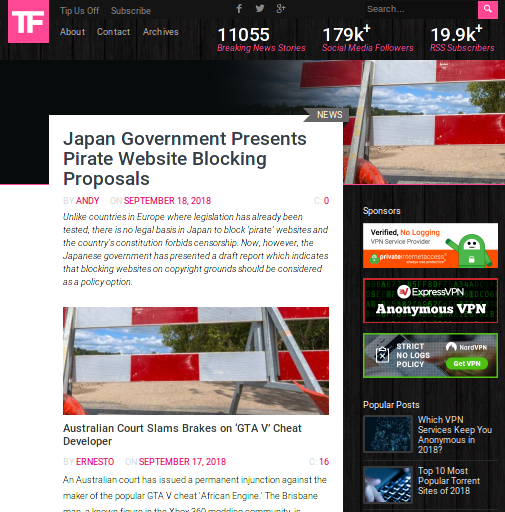 TF
Tip Us Off Subscribe
Search...
About Contact Archives
11055
Breaking News Stories
179k+
Social Media Followers
19.9k+
RSS Subscribers
NEWS
Japan Government Presents
Pirate Website Blocking
Proposals
BY ANDY ON SEPTEMBER 18, 2018 C: 0
Unlike countries in Europe where legislation has already been
tested, there is no legal basis in Japan to block 'pirate' websites and
the country's constitution forbids censorship. Now, however, the
Japanese government has presented a draft report which indicates
that blocking websites on copyright grounds should be considered
as a policy option.
Australian Court Slams Brakes on 'GTA V' Cheat
Developer
BY ERNESTO ON SEPTEMBER 17, 2018 C: 16
An Australian court has issued a permanent injunction against the
maker of the popular GTA V cheat 'African Engine.' The Brisbane
man, a known figure in the Xbox 360 modding community, is
Sponsors
Verified, No Logging
VPN Service Provider
privateinternetaccess
always use protection
ExpressVPN
Anonymous VPN
STRICT
NO LOGS
POLICY
NordVPN
Get VPN
Popular Posts
Which VPN
Services Keep You
Anonymous in
2018?
Top 10 Most
Popular Torrent
Sites of 2018